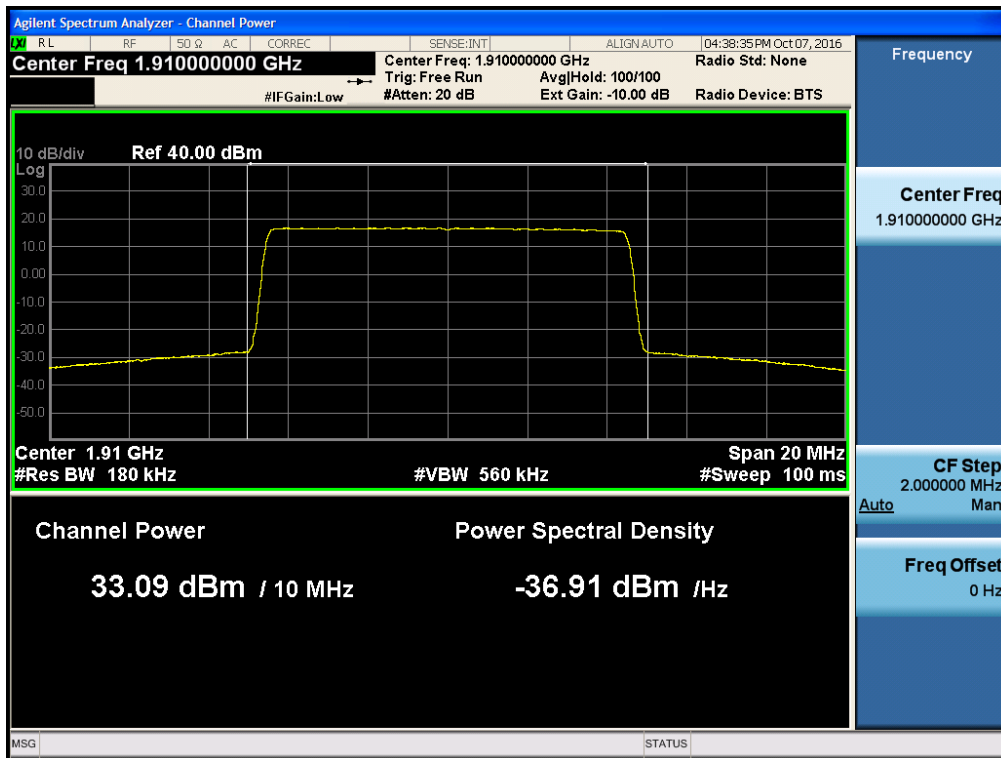 Agilent Spectrum Analyzer - Channel Power
LXI RL RF 50 Ω AC CORREC SENSE:INT ALIGN AUTO 04:38:35 PM Oct 07, 2016
Center Freq 1.910000000 GHz
Center Freq: 1.910000000 GHz Radio Std: None
Trig: Free Run Avg|Hold: 100/100
#IFGain:Low #Atten: 20 dB Ext Gain: -10.00 dB Radio Device: BTS
10 dB/div Ref 40.00 dBm
Log
30.0
20.0
10.0
0.00
-10.0
-20.0
-30.0
-40.0
-50.0
Center 1.91 GHz Span 20 MHz
#Res BW 180 kHz #VBW 560 kHz #Sweep 100 ms
Channel Power Power Spectral Density
33.09 dBm / 10 MHz -36.91 dBm /Hz
MSG STATUS
Frequency
Center Freq
1.910000000 GHz
CF Step
2.000000 MHz
Auto Man
Freq Offset
0 Hz